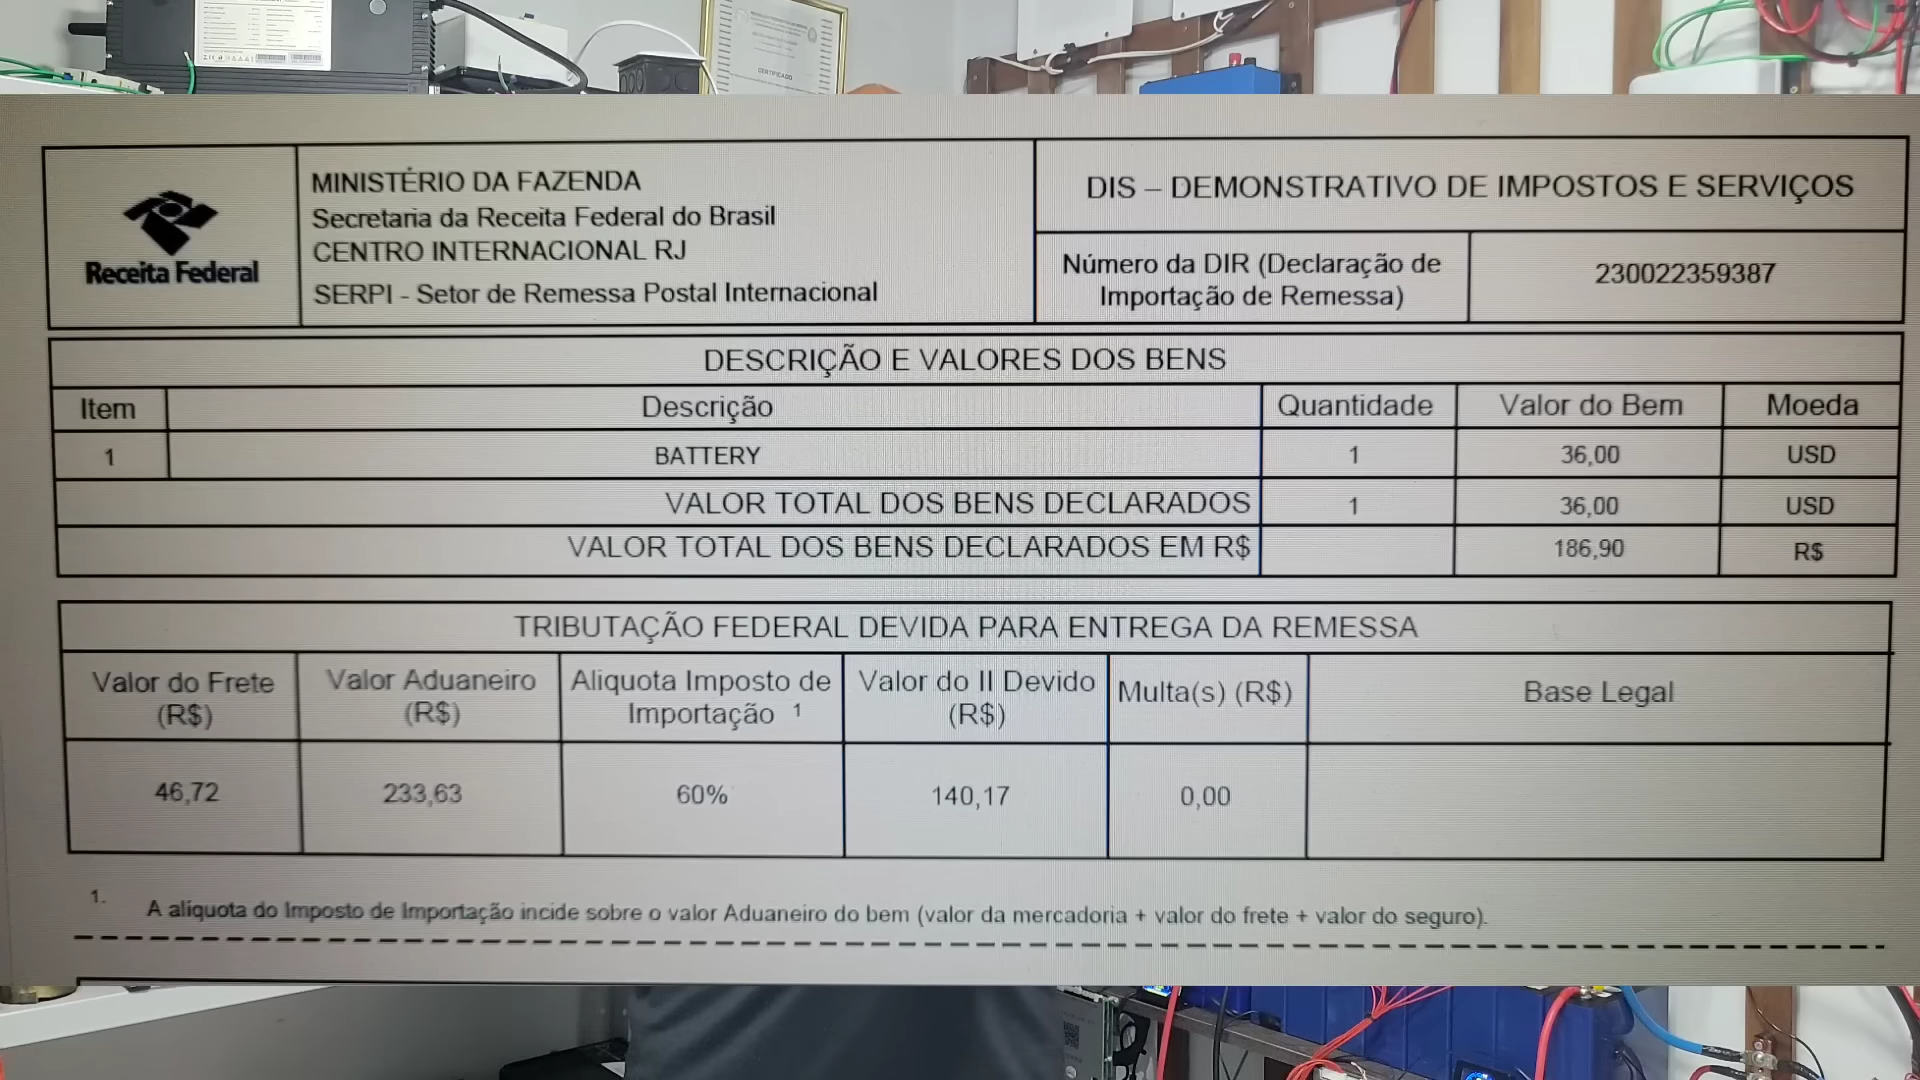 CERTIFICADO
Receita Federal
MINISTÉRIO DA FAZENDA
Secretaria da Receita Federal do Brasil
CENTRO INTERNACIONAL RJ
SERPI - Setor de Remessa Postal Internacional
DIS – DEMONSTRATIVO DE IMPOSTOS E SERVIÇOS
Número da DIR (Declaração de
Importação de Remessa)
230022359387
DESCRIÇÃO E VALORES DOS BENS
Item Descrição Quantidade Valor do Bem Moeda
1 BATTERY 1 36,00 USD
VALOR TOTAL DOS BENS DECLARADOS 1 36,00 USD
VALOR TOTAL DOS BENS DECLARADOS EM R$ 186,90 R$
TRIBUTAÇÃO FEDERAL DEVIDA PARA ENTREGA DA REMESSA
Valor do Frete
(R$)
Valor Aduaneiro
(R$)
Aliquota Imposto de
Importação 1
Valor do II Devido
(R$)
Multa(s) (R$)
Base Legal
46,72 233,63 60% 140,17 0,00
1. A alíquota do Imposto de Importação incide sobre o valor Aduaneiro do bem (valor da mercadoria + valor do frete + valor do seguro).